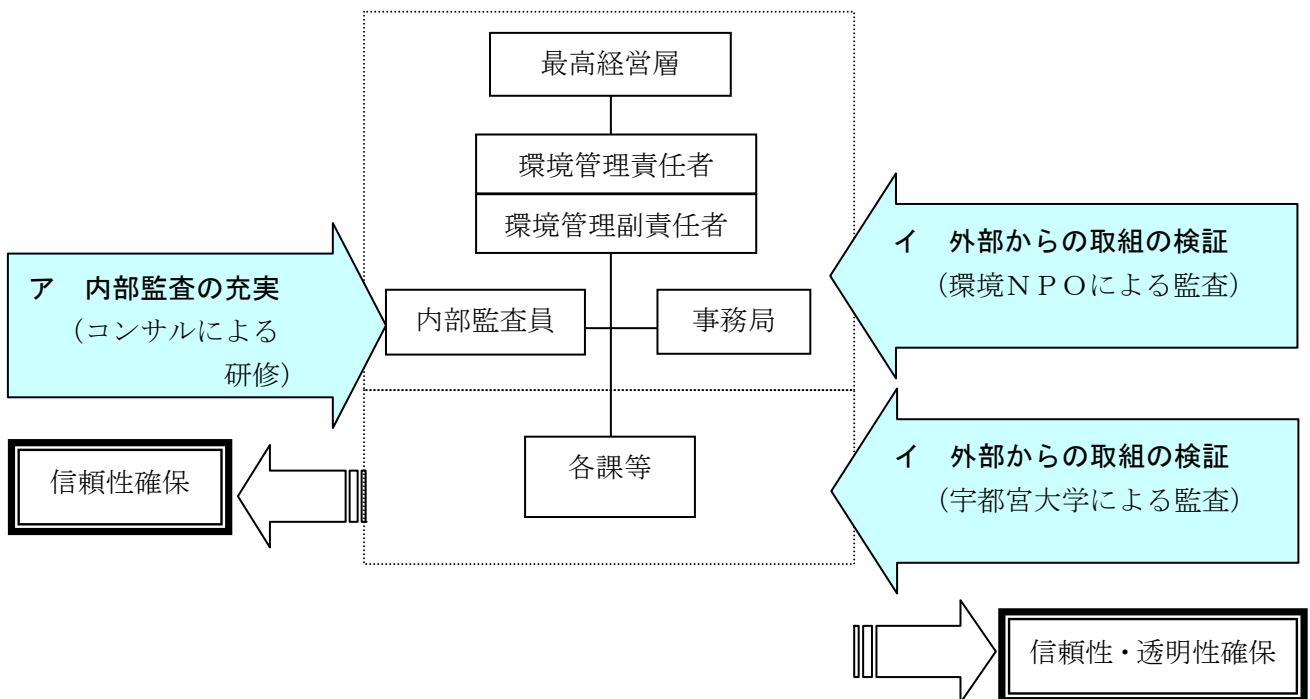 最高経営層
環境管理責任者
環境管理副責任者
ア　内部監査の充実
（コンサルによる
研修）
内部監査員
事務局
イ　外部からの取組の検証
（環境ＮＰＯによる監査）
各課等
イ　外部からの取組の検証
（宇都宮大学による監査）
信頼性確保
信頼性・透明性確保